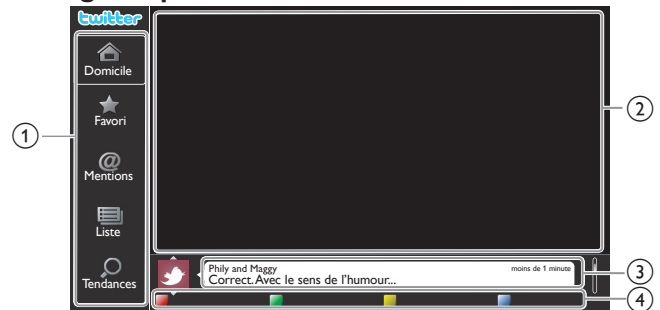 twitter
Domicile
Favori
@
Mentions
Liste
Tendances
1
2
Phily and Maggy
moins de 1 minute
Correct. Avec le sens de l'humour...
3
4